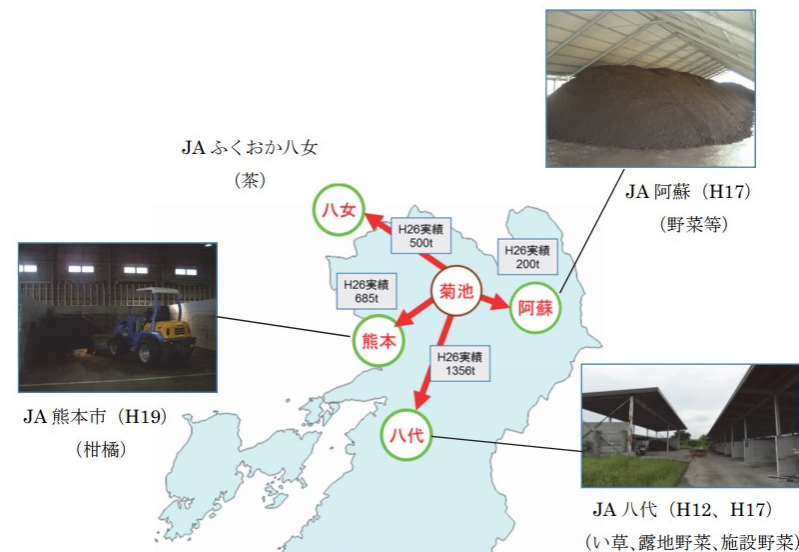 JA ふくおか八女
（茶）
JA 阿蘇（H17）
（野菜等）
八女
H26実績
500t
H26実績
200t
菊池
阿蘇
H26実績
685t
熊本
H26実績
1356t
八代
JA 熊本市（H19）
（柑橘）
JA 八代（H12、H17）
（い草、露地野菜、施設野菜）